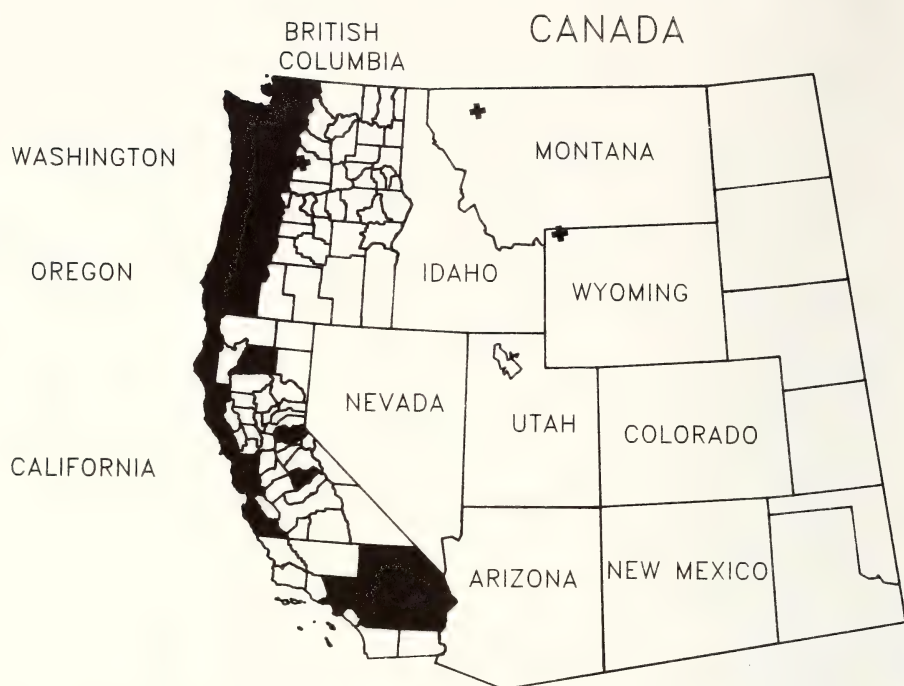 BRITISH
COLUMBIA
CANADA
WASHINGTON
MONTANA
OREGON
IDAHO
WYOMING
NEVADA
UTAH
COLORADO
CALIFORNIA
ARIZONA
NEW MEXICO